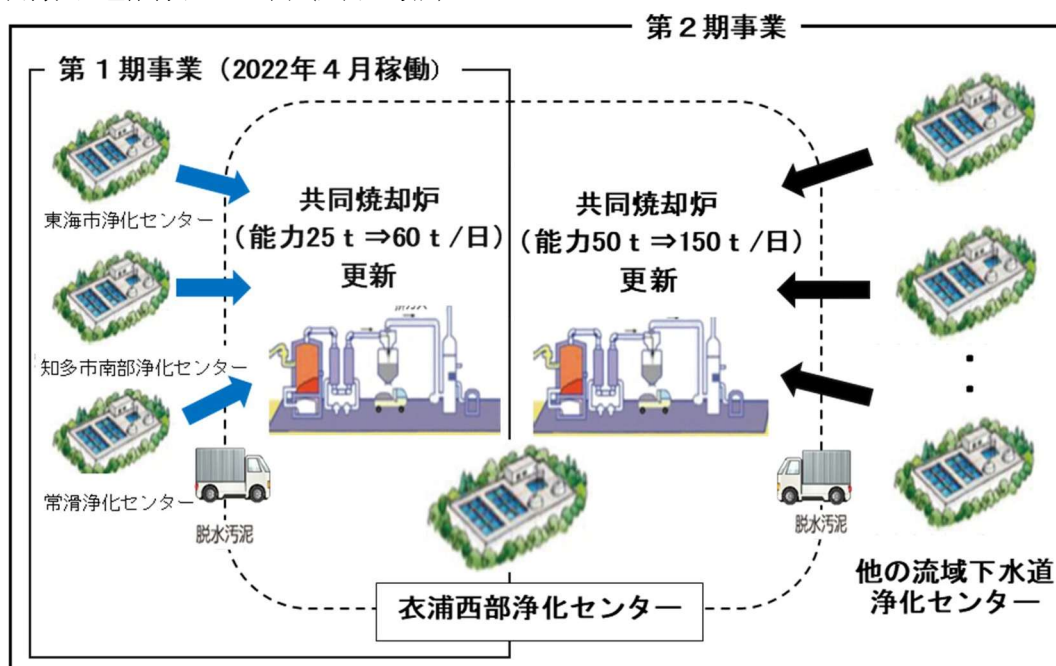 第２期事業
第１期事業（2022年４月稼働）
東海市浄化センター
知多市南部浄化センター
常滑浄化センター
共同焼却炉
（能力25ｔ⇒60ｔ/日）
更新
共同焼却炉
（能力50ｔ⇒150ｔ/日）
更新
脱水汚泥
脱水汚泥
衣浦西部浄化センター
他の流域下水道
浄化センター